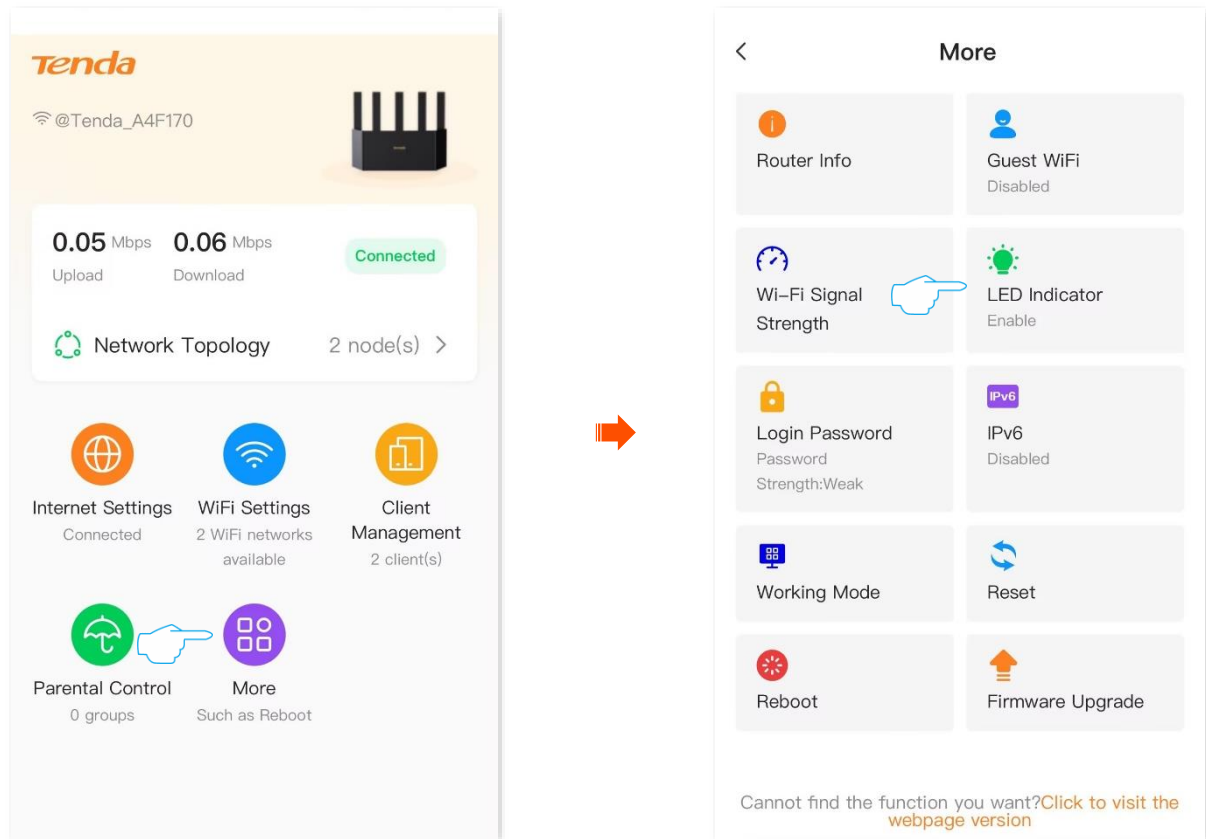 Tenda
@Tenda_A4F170
0.05 Mbps 0.06 Mbps
Upload Download
Connected
Network Topology 2 node(s)
Internet Settings
Connected
WiFi Settings
2 WiFi networks
available
Client
Management
2 client(s)
Parental Control
0 groups
More
Such as Reboot
More
Router Info
Guest WiFi
Disabled
Wi-Fi Signal
Strength
LED Indicator
Enable
Login Password
Password
Strength:Weak
IPv6
IPv6
Disabled
Working Mode
Reset
Reboot
Firmware Upgrade
Cannot find the function you want?Click to visit the
webpage version